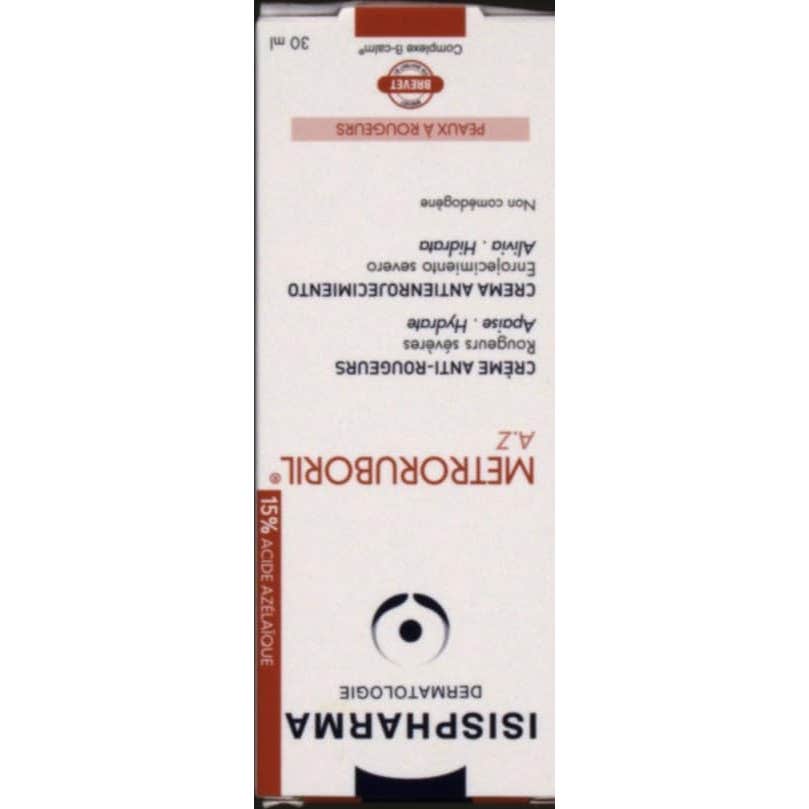 ISISPHARMA
DERMATOLOGIE
15% ACIDE AZÉLAÏQUE
METRORUBORIL®
A.Z
CRÈME ANTI-ROUGEURS
Rougeurs sévères
Apaise . Hydrate
CREMA ANTIENROJECIMIENTO
Enrojecimiento severo
Alivia . Hidrata
Non comédogène
PEAUX À ROUGEURS
BREVET
Complexe 8-calm®
30 ml